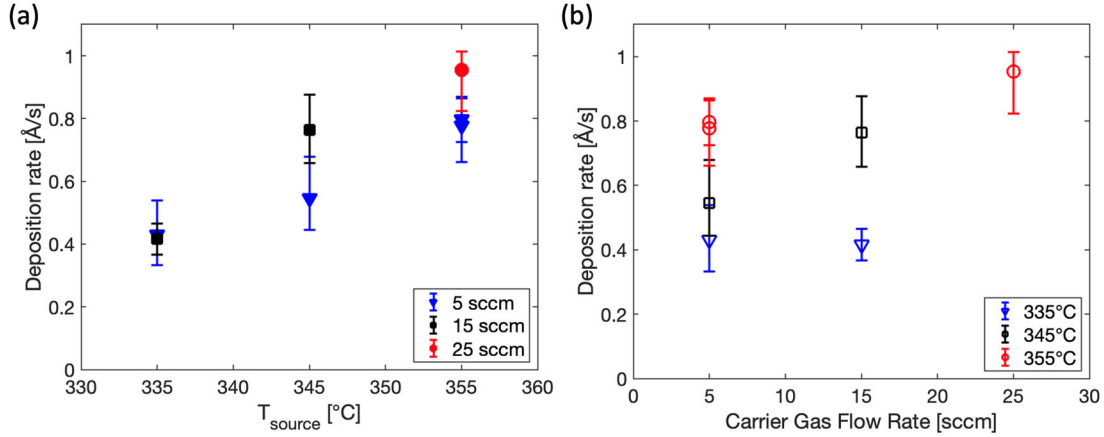 (a)
Deposition rate [Å/s]
1
0.8
0.6
0.4
0.2
0
330 335 340 345 350 355 360
T_source [°C]
5 sccm
15 sccm
25 sccm
(b)
Deposition rate [Å/s]
1
0.8
0.6
0.4
0.2
0
0 5 10 15 20 25 30
Carrier Gas Flow Rate [sccm]
335°C
345°C
355°C